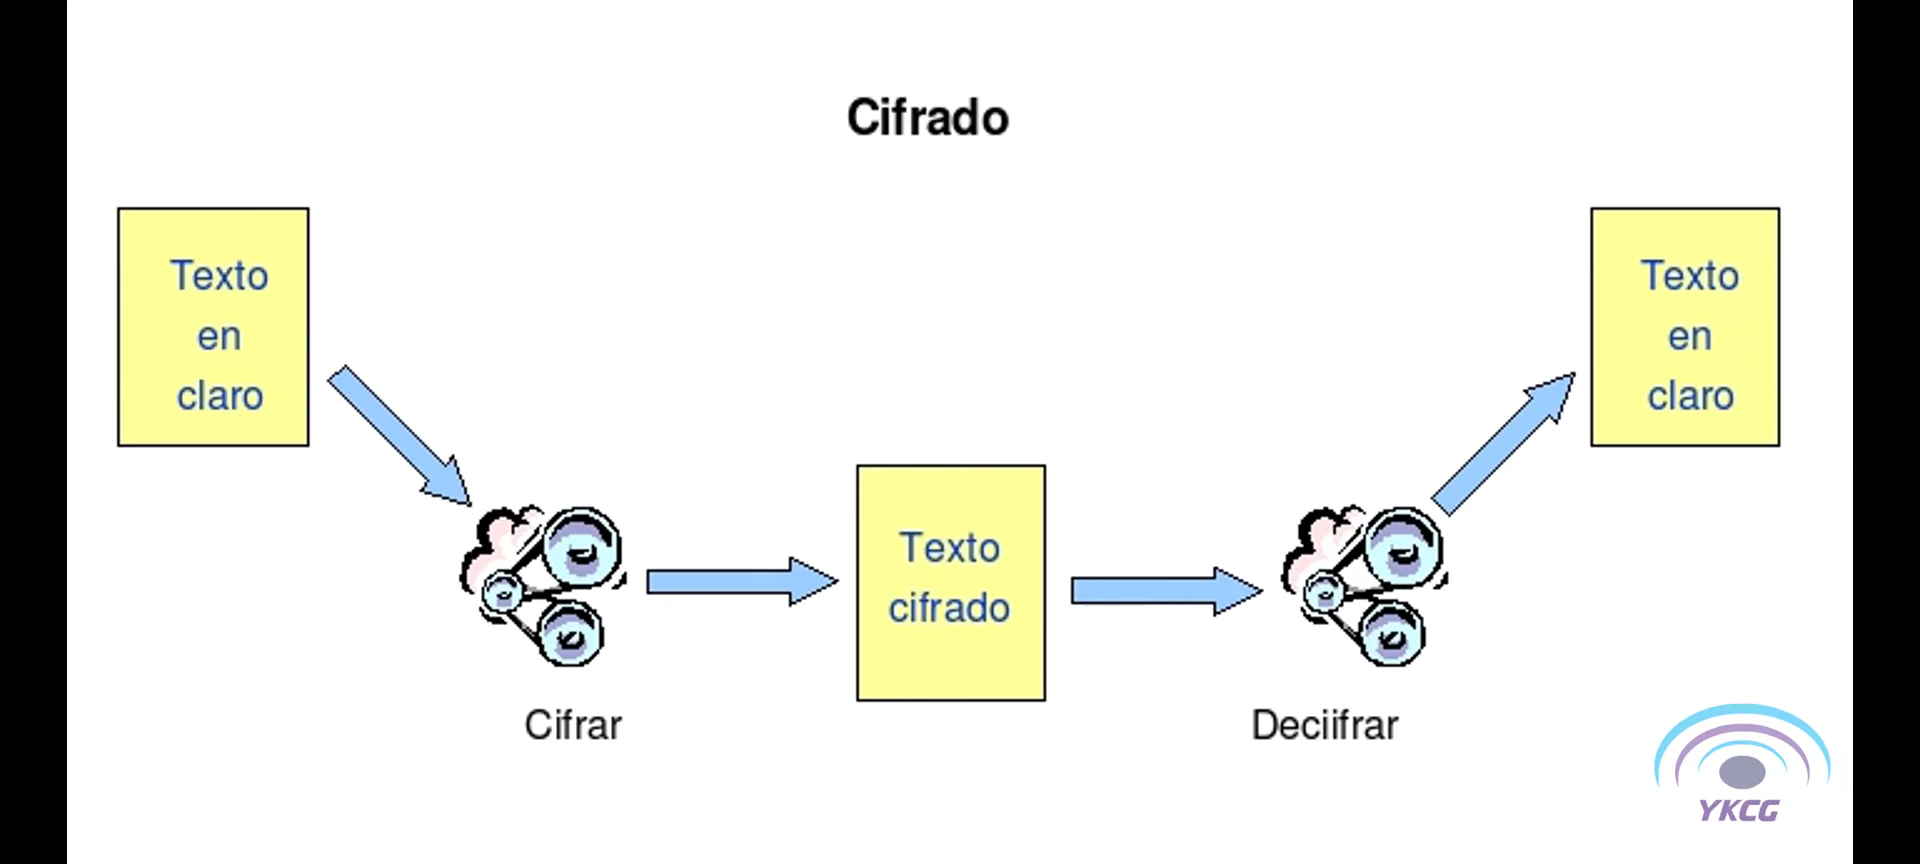 Cifrado
Texto
en
claro
Texto
en
claro
Texto
cifrado
Cifrar
Deciifrar
YKCG